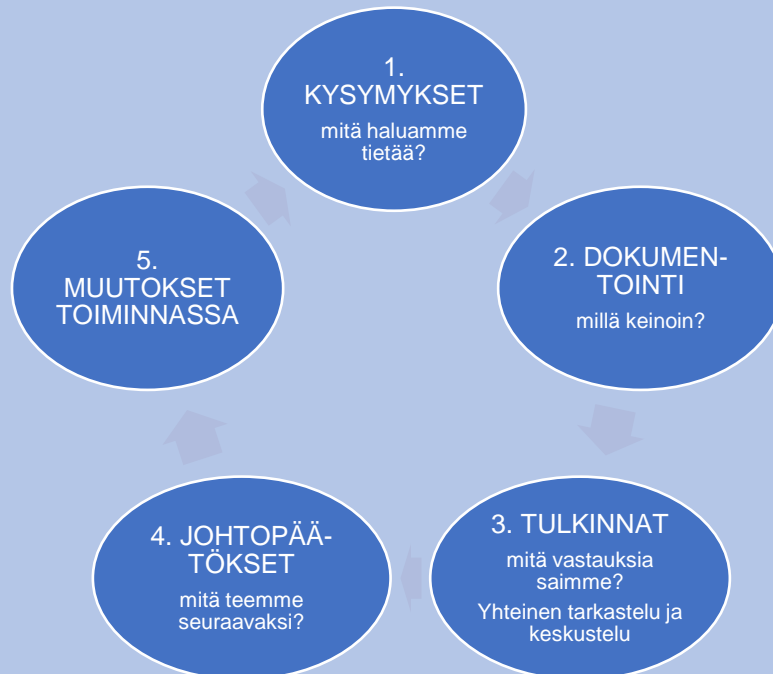 1.
KYSYMYKSET
mitä haluamme
tietää?
2. DOKUMEN-
TOINTI
millä keinoin?
3. TULKINNAT
mitä vastauksia
saimme?
Yhteinen tarkastelu ja
keskustelu
4. JOHTOPÄÄ-
TÖKSET
mitä teemme
seuraavaksi?
5.
MUUTOKSET
TOIMINNASSA